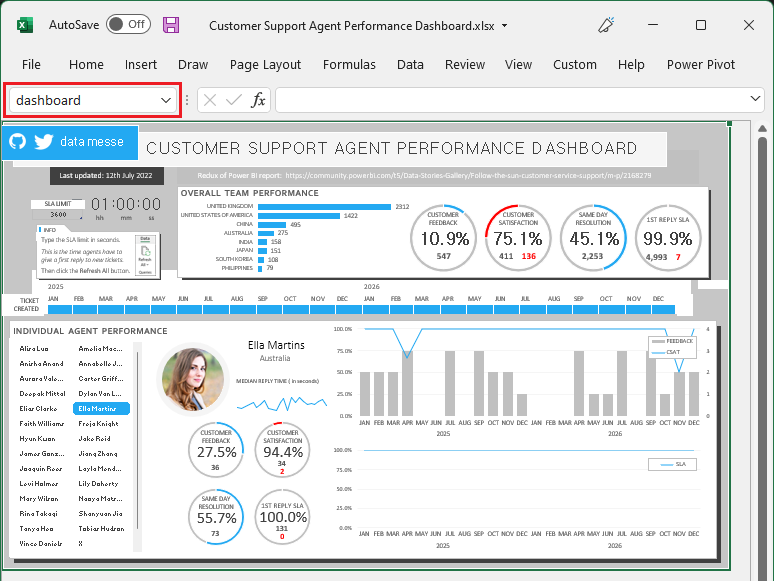 AutoSave Off Customer Support Agent Performance Dashboard.xlsx
File Home Insert Draw Page Layout Formulas Data Review View Custom Help Power Pivot
dashboard fx
data messe
CUSTOMER SUPPORT AGENT PERFORMANCE DASHBOARD
Last updated: 12th July 2022
Redux of Power BI report: https://community.powerbi.com/t5/Data-Stories-Gallery/Follow-the-sun-customer-service-support/m-p/2168279
SLA LIMIT
3600
01:00:00
hh mm ss
INFO
Type the SLA limit in seconds.
This is the time agents have to
give a first reply to new tickets.
Then click the Refresh All button.
Data
Refresh
All
Queries
OVERALL TEAM PERFORMANCE
UNITED KINGDOM 2312
UNITED STATES OF AMERICA 1422
CHINA 495
AUSTRALIA 275
INDIA 158
JAPAN 151
SOUTH KOREA 108
PHILIPPINES 79
CUSTOMER
FEEDBACK
10.9%
547
CUSTOMER
SATISFACTION
75.1%
411 136
SAME DAY
RESOLUTION
45.1%
2,253
1ST REPLY SLA
99.9%
4,993 7
2025 2026
TICKET
CREATED
JAN FEB MAR APR MAY JUN JUL AUG SEP OCT NOV DEC JAN FEB MAR APR MAY JUN JUL AUG SEP OCT NOV DEC
INDIVIDUAL AGENT PERFORMANCE
Alira Luo Amelia Mac...
Anisha Anand Annabelle J...
Aurora Vale... Carter Griff...
Deepak Mittal Dylan Van L...
Elias Clarke Ella Martins
Faith Williams Freja Knight
Hyun Kwan Jake Reid
James Ganz... Jiang Zhang
Joaquin Rees Layla Mend...
Levi Holmes Lily Doherty
Mary Wilson Naaya Matr...
Rina Takagi Shanyuan Jia
Tanya Hea Tobias Hudson
Vince Daniels X
Ella Martins
Australia
MEDIAN REPLY TIME ( in seconds)
CUSTOMER
FEEDBACK
27.5%
36
CUSTOMER
SATISFACTION
94.4%
34
2
SAME DAY
RESOLUTION
55.7%
73
1ST REPLY SLA
100.0%
131
0
100.0%
75.0%
50.0%
25.0%
0.0%
4
3
2
1
0
FEEDBACK
CSAT
JAN FEB MAR APR MAY JUN JUL AUG SEP OCT NOV DEC JAN FEB MAR APR MAY JUN JUL AUG SEP OCT NOV DEC
2025 2026
100.0%
75.0%
50.0%
25.0%
0.0%
SLA
JAN FEB MAR APR MAY JUN JUL AUG SEP OCT NOV DEC JAN FEB MAR APR MAY JUN JUL AUG SEP OCT NOV DEC
2025 2026